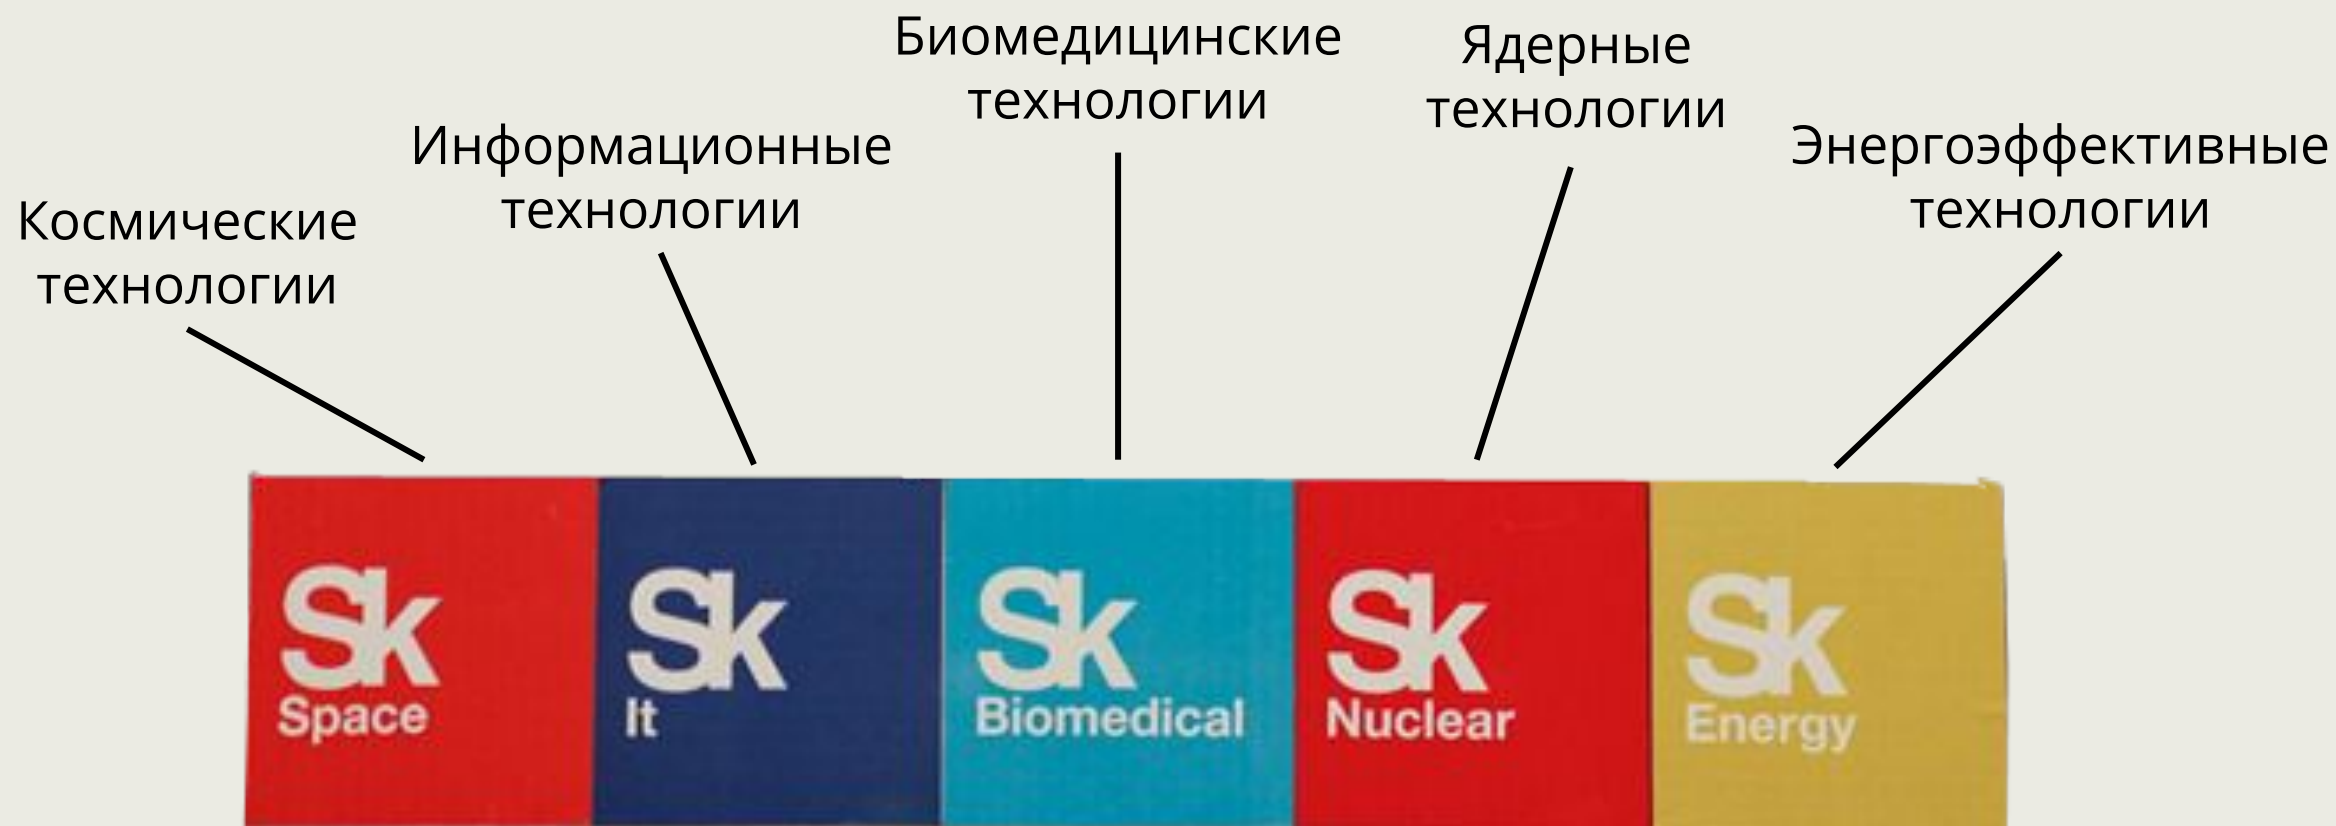 Космические
технологии
Информационные
технологии
Биомедицинские
технологии
Ядерные
технологии
Энергоэффективные
технологии
Sk
Space
Sk
It
Sk
Biomedical
Sk
Nuclear
Sk
Energy